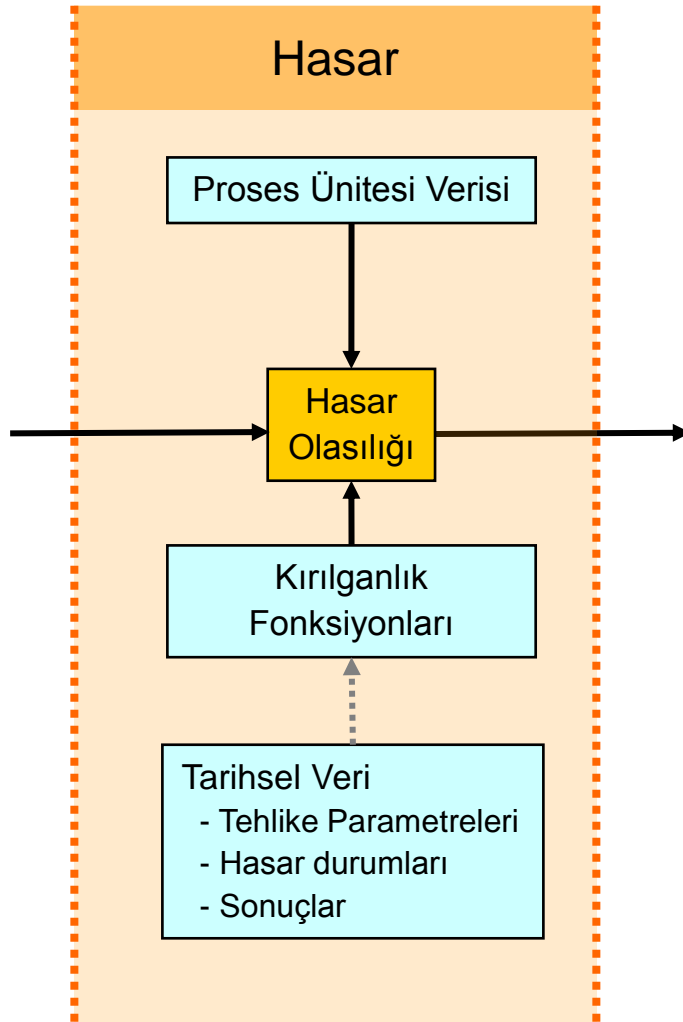 Hasar
Proses Ünitesi Verisi
Hasar
Olasılığı
Kırılganlık
Fonksiyonları
Tarihsel Veri
- Tehlike Parametreleri
- Hasar durumları
- Sonuçlar